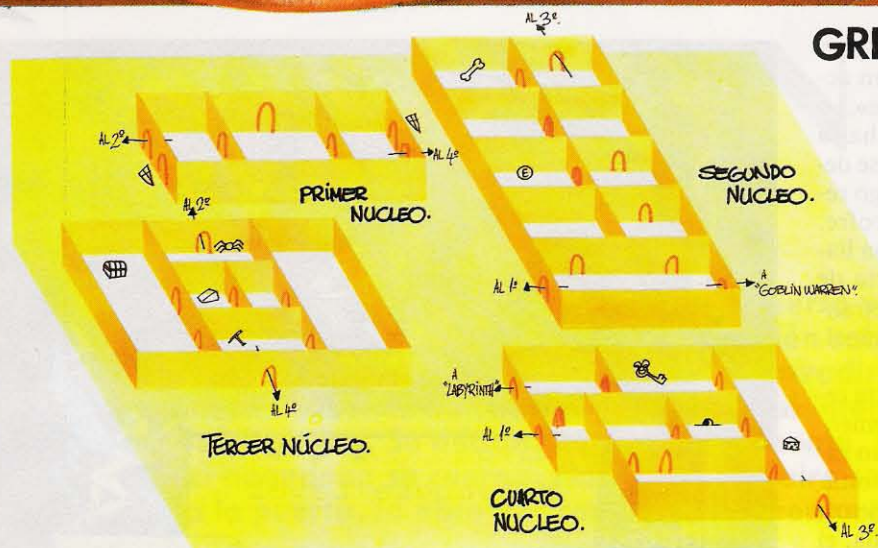 GRE
AL 3º.
AL 2º
AL 4º
PRIMER
NUCLEO.
SEGUNDO
NUCLEO.
E
AL 1º
A
"GOBLIN WARREN".
AL 2º
AL 4º
TERCER NÚCLEO.
A
"LABYRINTH"
AL 1º
CUARTO
NUCLEO.
AL 3º.